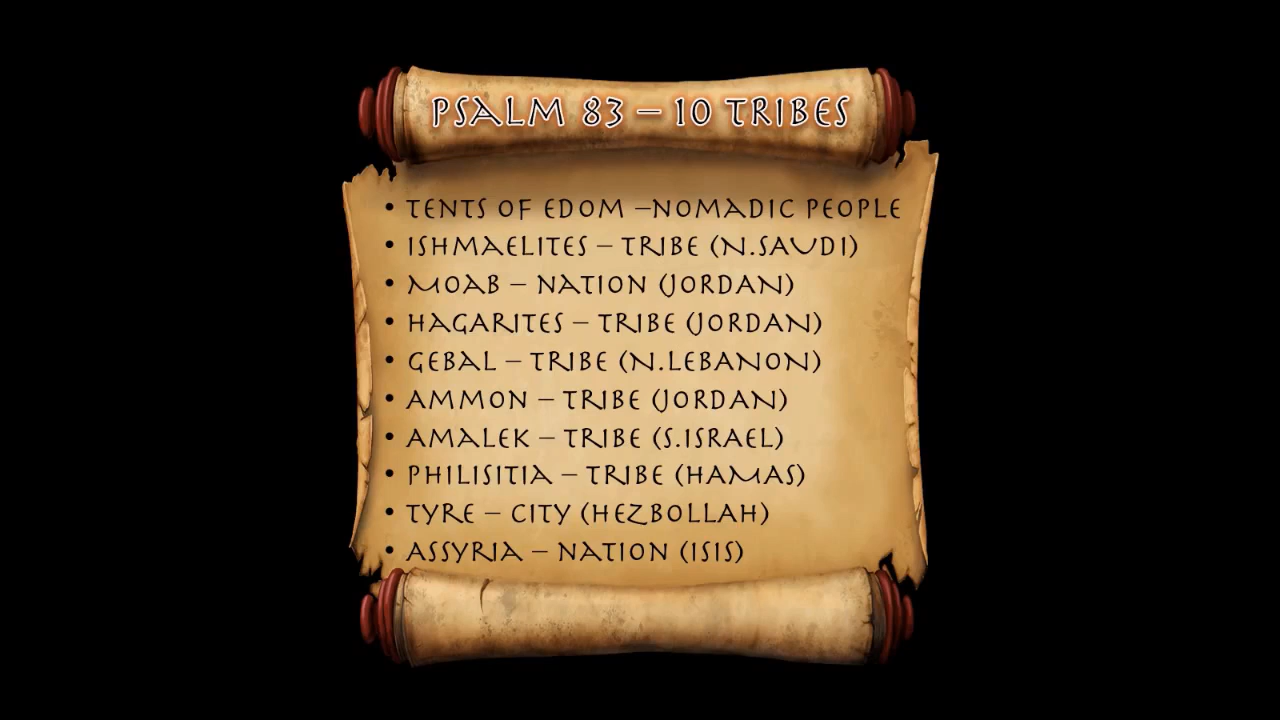 PSALM 83 – 10 TRIBES
• TENTS OF EDOM –NOMADIC PEOPLE
• ISHMAELITES – TRIBE (N.SAUDI)
• MOAB – NATION (JORDAN)
• HAGARITES – TRIBE (JORDAN)
• GEBAL – TRIBE (N.LEBANON)
• AMMON – TRIBE (JORDAN)
• AMALEK – TRIBE (S.ISRAEL)
• PHILISITIA – TRIBE (HAMAS)
• TYRE – CITY (HEZBOLLAH)
• ASSYRIA – NATION (ISIS)